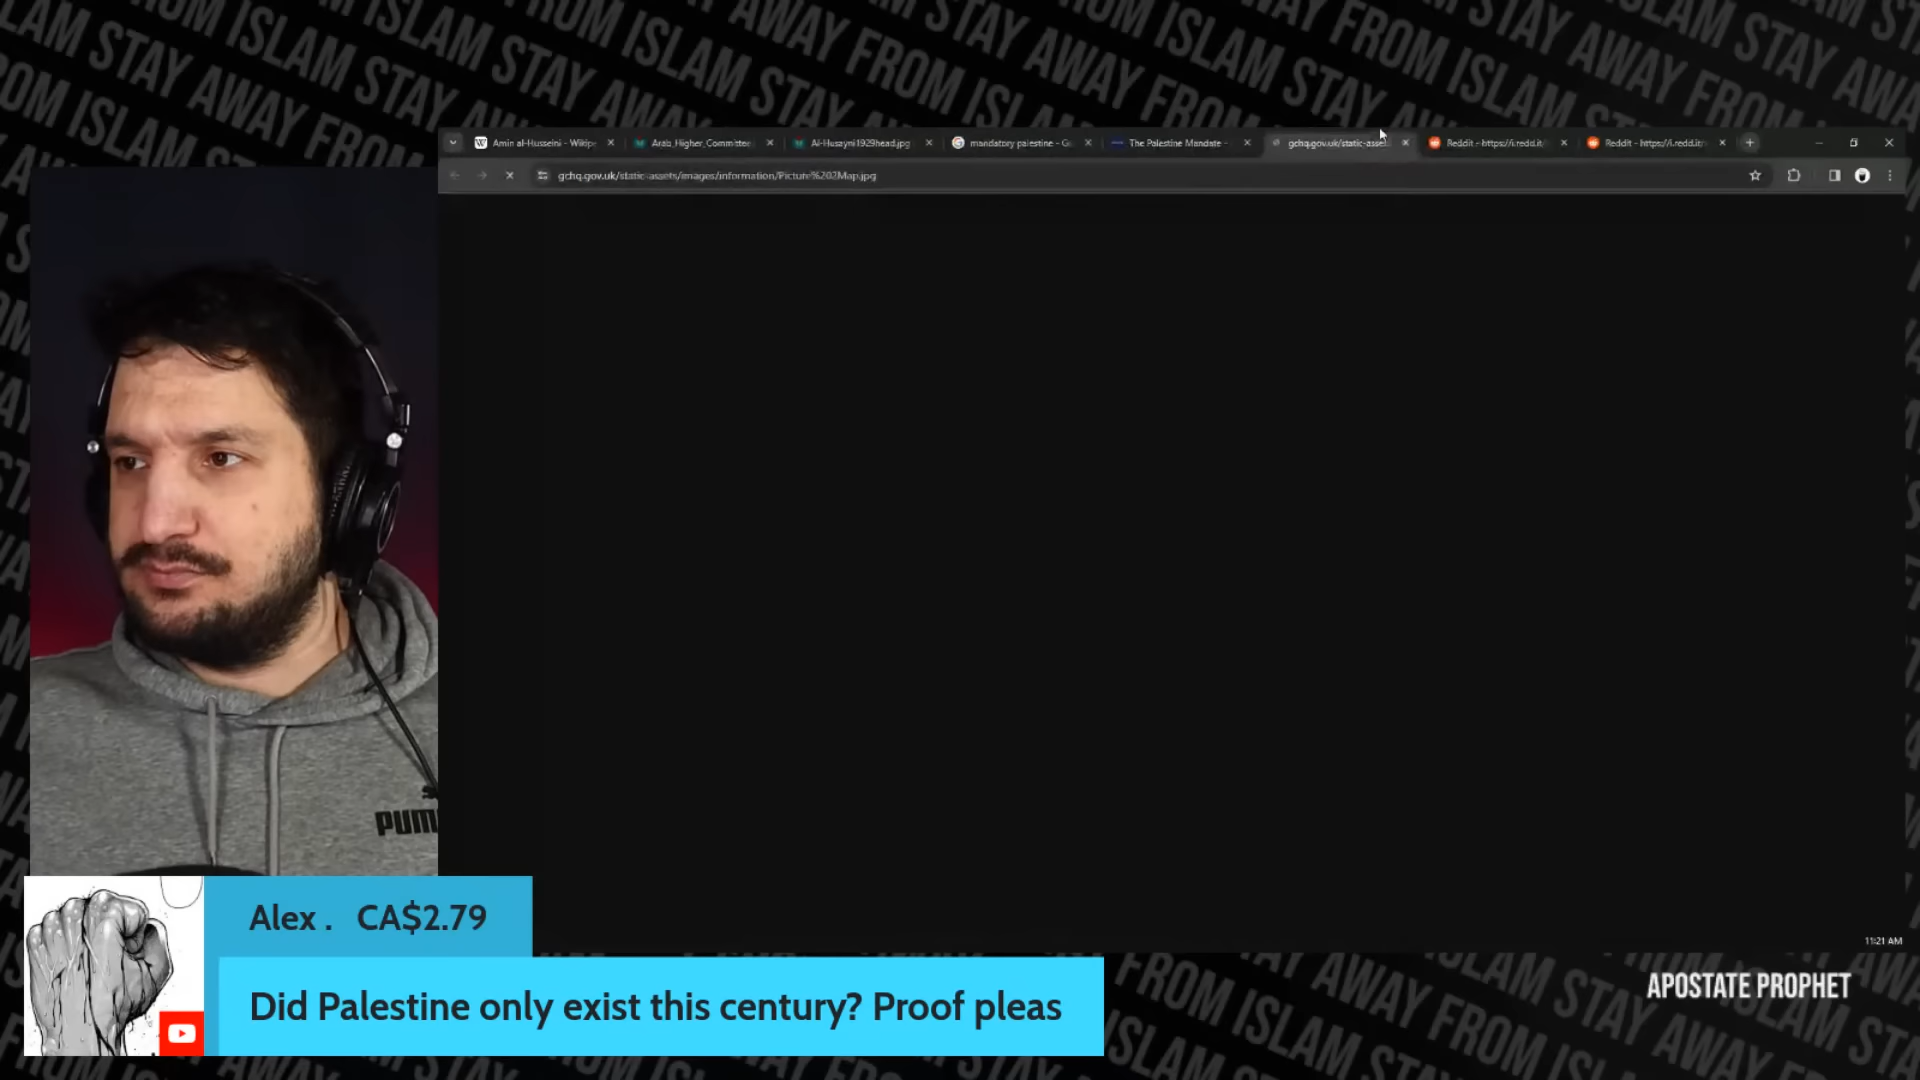 STAY AWAY FROM ISLAM
Amin al-Husseini - Wikip
Arab_Higher_Committee
Al-Husayni1929head.jpg
mandatory palestine - G
The Palestine Mandate -
gchq.gov.uk/static-asset
Reddit - https://i.redd.it/
Reddit - https://i.redd.it/
gchq.gov.uk/static-assets/images/information/Picture%202Map.jpg
PUM
11:21 AM
Alex . CA$2.79
Did Palestine only exist this century? Proof pleas
APOSTATE PROPHET